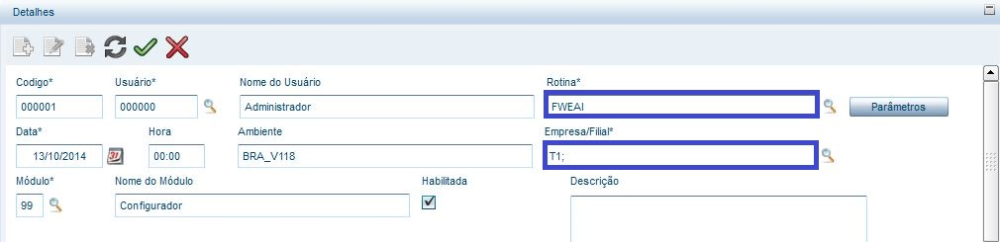 Detalhes
Codigo* Usuário* Nome do Usuário Rotina*
000001 000000 Administrador FWEAI Parâmetros
Data* Hora Ambiente Empresa/Filial*
13/10/2014 31 00:00 BRA_V118 T1;
Módulo* Nome do Módulo Habilitada Descrição
99 Configurador